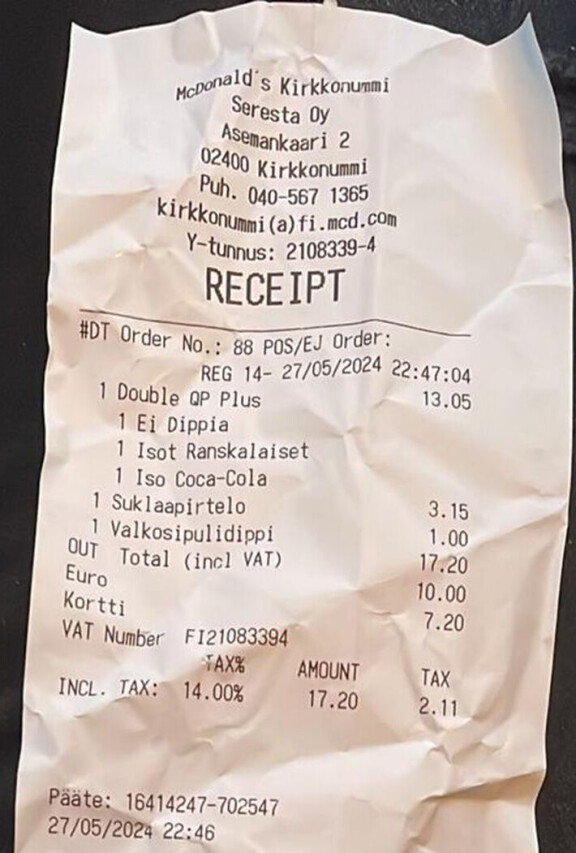 McDonald's Kirkkonummi
Seresta Oy
Asemankaari 2
02400 Kirkkonummi
Puh. 040-567 1365
kirkkonummi(a)fi.mcd.com
Y-tunnus: 2108339-4
RECEIPT
#DT Order No.: 88 POS/EJ Order:
REG 14- 27/05/2024 22:47:04
1 Double QP Plus 13.05
1 Ei Dippia
1 Isot Ranskalaiset
1 Iso Coca-Cola
1 Suklaapirtelo 3.15
1 Valkosipulidippi 1.00
OUT Total (incl VAT) 17.20
Euro 10.00
Kortti 7.20
VAT Number FI21083394
TAX% AMOUNT TAX
INCL. TAX: 14.00% 17.20 2.11
Pääte: 16414247-702547
27/05/2024 22:46